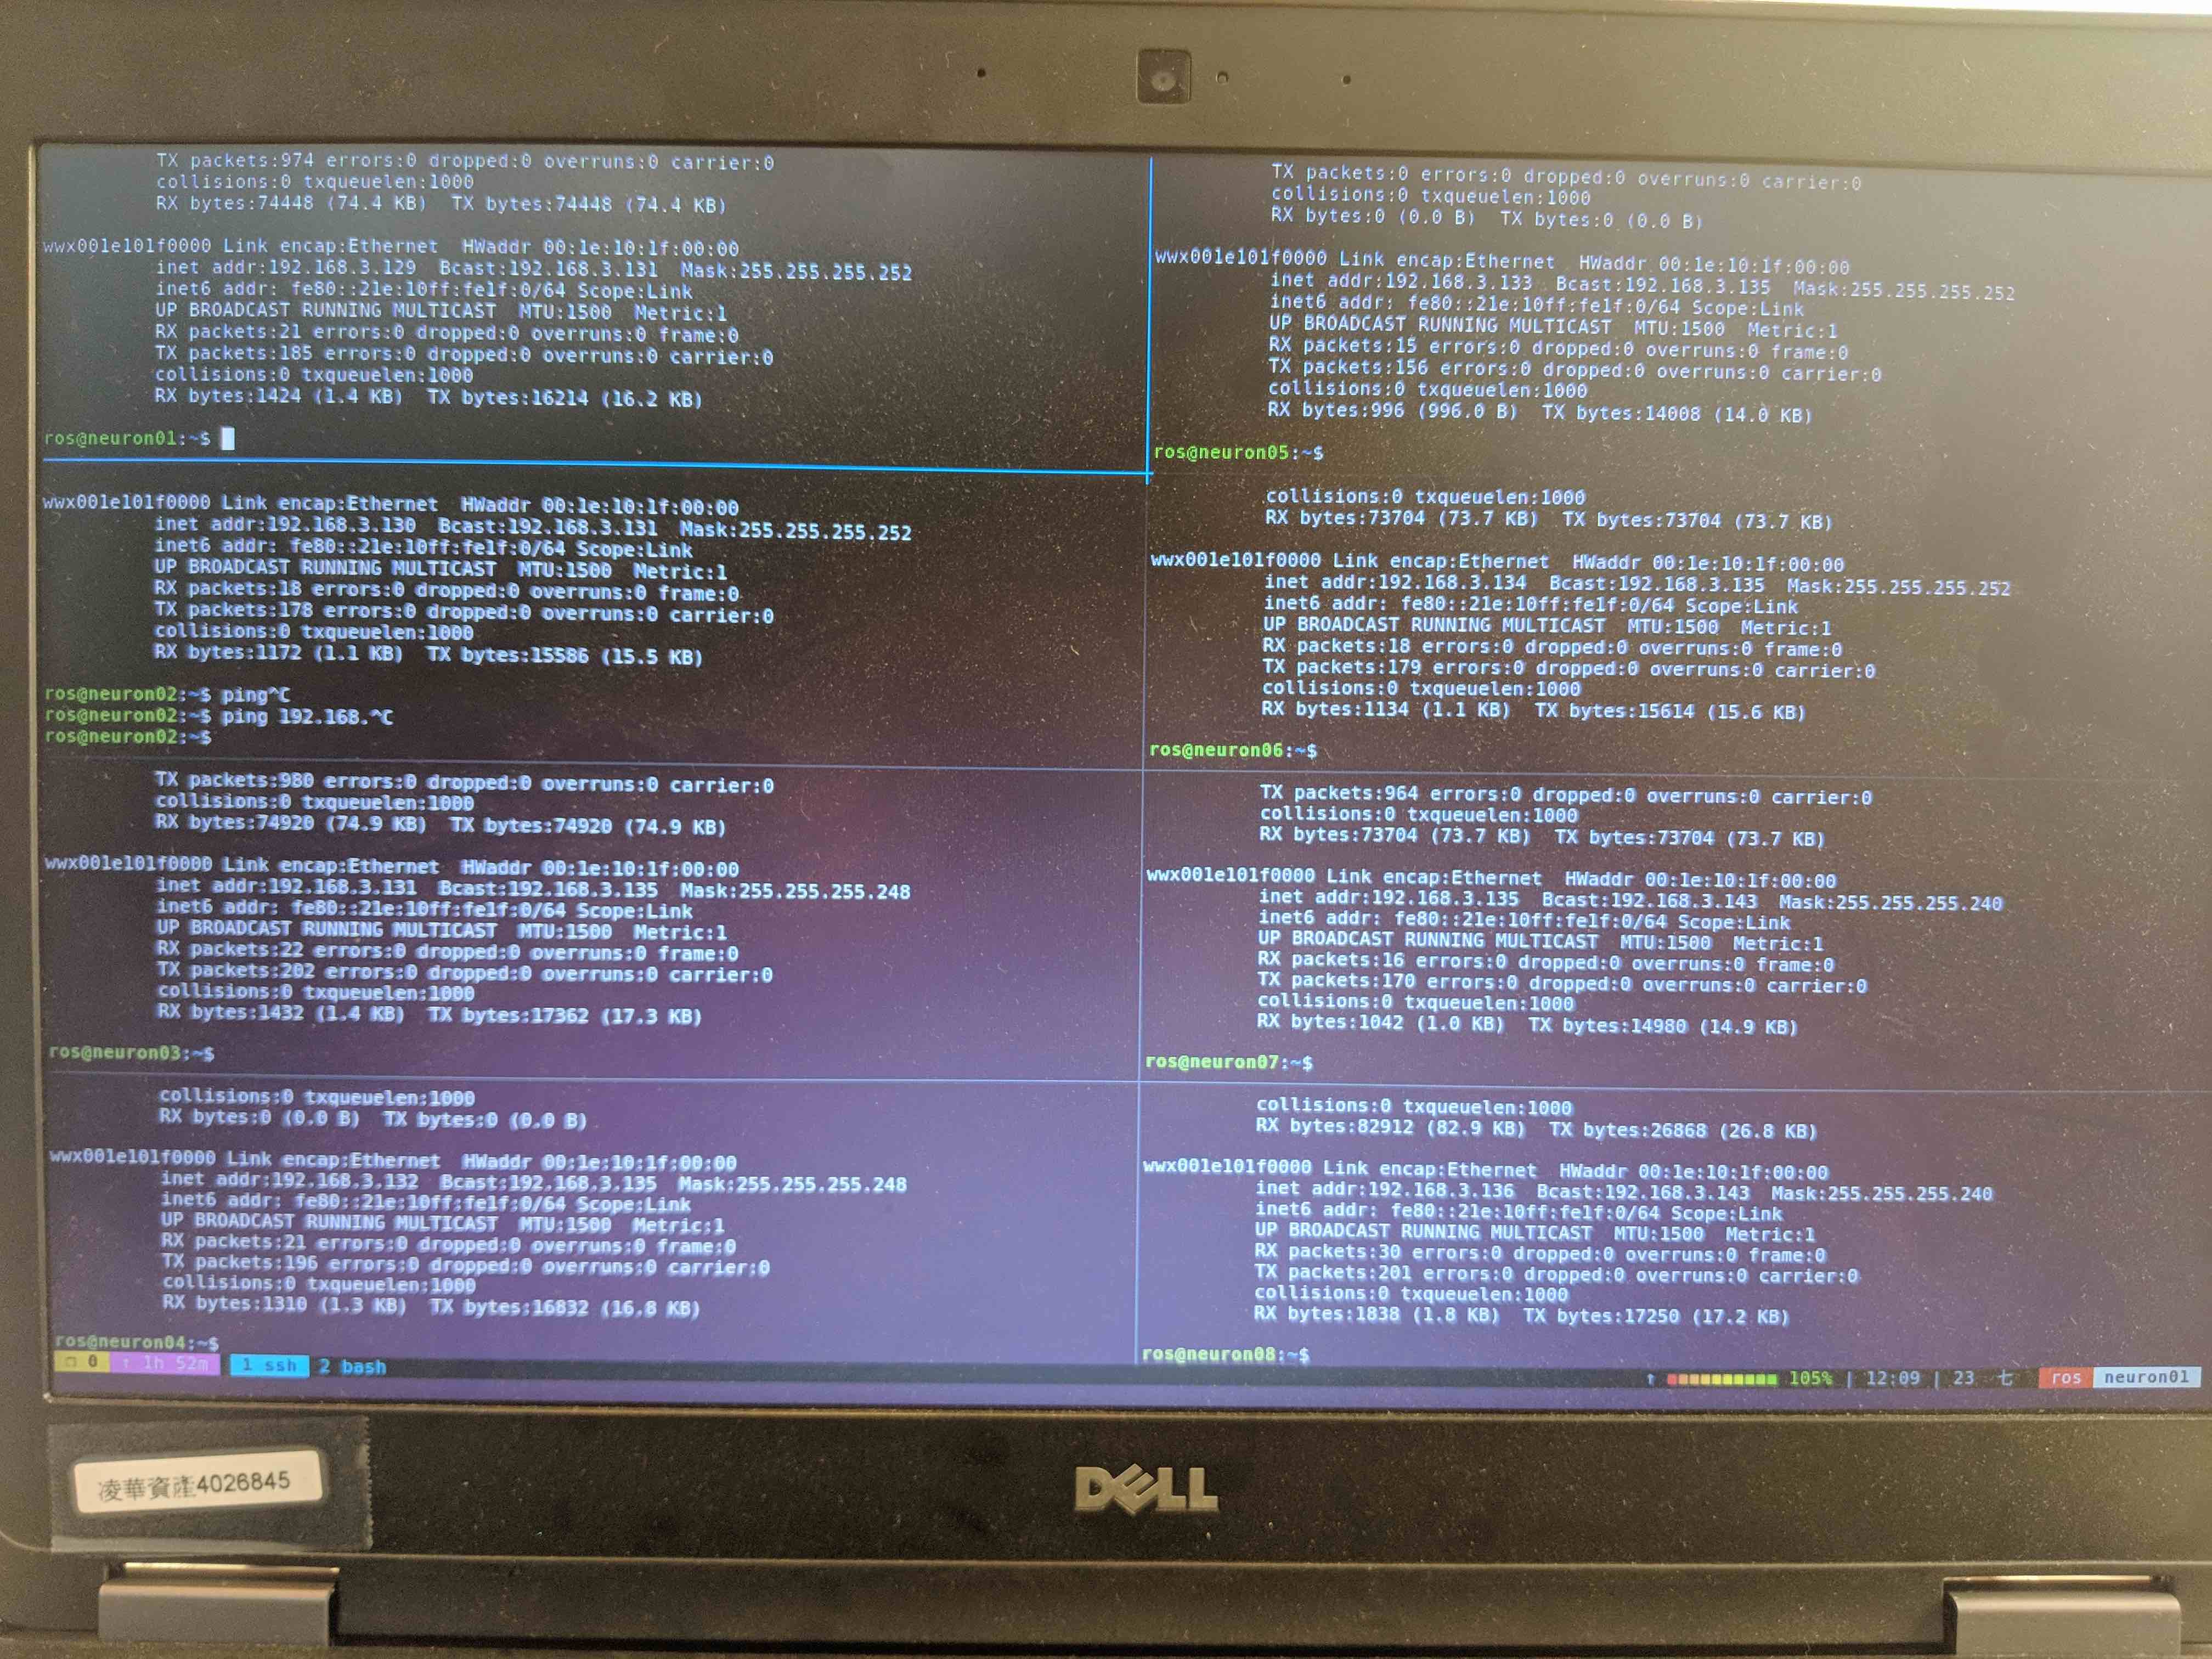 TX packets:974 errors:0 dropped:0 overruns:0 carrier:0
collisions:0 txqueuelen:1000
RX bytes:74448 (74.4 KB)  TX bytes:74448 (74.4 KB)
wwx001e101f0000 Link encap:Ethernet  HWaddr 00:1e:10:1f:00:00
inet addr:192.168.3.129  Bcast:192.168.3.131  Mask:255.255.255.252
inet6 addr: fe80::21e:10ff:fe1f:0/64 Scope:Link
UP BROADCAST RUNNING MULTICAST  MTU:1500  Metric:1
RX packets:21 errors:0 dropped:0 overruns:0 frame:0
TX packets:185 errors:0 dropped:0 overruns:0 carrier:0
collisions:0 txqueuelen:1000
RX bytes:1424 (1.4 KB)  TX bytes:16214 (16.2 KB)
ros@neuron01:~$
wwx001e101f0000 Link encap:Ethernet  HWaddr 00:1e:10:1f:00:00
inet addr:192.168.3.130  Bcast:192.168.3.131  Mask:255.255.255.252
inet6 addr: fe80::21e:10ff:fe1f:0/64 Scope:Link
UP BROADCAST RUNNING MULTICAST  MTU:1500  Metric:1
RX packets:18 errors:0 dropped:0 overruns:0 frame:0
TX packets:178 errors:0 dropped:0 overruns:0 carrier:0
collisions:0 txqueuelen:1000
RX bytes:1172 (1.1 KB)  TX bytes:15586 (15.5 KB)
ros@neuron02:~$ ping^C
ros@neuron02:~$ ping 192.168.^C
ros@neuron02:~$
TX packets:980 errors:0 dropped:0 overruns:0 carrier:0
collisions:0 txqueuelen:1000
RX bytes:74920 (74.9 KB)  TX bytes:74920 (74.9 KB)
wwx001e101f0000 Link encap:Ethernet  HWaddr 00:1e:10:1f:00:00
inet addr:192.168.3.131  Bcast:192.168.3.135  Mask:255.255.255.248
inet6 addr: fe80::21e:10ff:fe1f:0/64 Scope:Link
UP BROADCAST RUNNING MULTICAST  MTU:1500  Metric:1
RX packets:22 errors:0 dropped:0 overruns:0 frame:0
TX packets:202 errors:0 dropped:0 overruns:0 carrier:0
collisions:0 txqueuelen:1000
RX bytes:1432 (1.4 KB)  TX bytes:17362 (17.3 KB)
ros@neuron03:~$
collisions:0 txqueuelen:1000
RX bytes:0 (0.0 B)  TX bytes:0 (0.0 B)
wwx001e101f0000 Link encap:Ethernet  HWaddr 00:1e:10:1f:00:00
inet addr:192.168.3.132  Bcast:192.168.3.135  Mask:255.255.255.248
inet6 addr: fe80::21e:10ff:fe1f:0/64 Scope:Link
UP BROADCAST RUNNING MULTICAST  MTU:1500  Metric:1
RX packets:21 errors:0 dropped:0 overruns:0 frame:0
TX packets:196 errors:0 dropped:0 overruns:0 carrier:0
collisions:0 txqueuelen:1000
RX bytes:1310 (1.3 KB)  TX bytes:16832 (16.8 KB)
ros@neuron04:~$
TX packets:0 errors:0 dropped:0 overruns:0 carrier:0
collisions:0 txqueuelen:1000
RX bytes:0 (0.0 B)  TX bytes:0 (0.0 B)
wwx001e101f0000 Link encap:Ethernet  HWaddr 00:1e:10:1f:00:00
inet addr:192.168.3.133  Bcast:192.168.3.135  Mask:255.255.255.252
inet6 addr: fe80::21e:10ff:fe1f:0/64 Scope:Link
UP BROADCAST RUNNING MULTICAST  MTU:1500  Metric:1
RX packets:15 errors:0 dropped:0 overruns:0 frame:0
TX packets:156 errors:0 dropped:0 overruns:0 carrier:0
collisions:0 txqueuelen:1000
RX bytes:996 (996.0 B)  TX bytes:14008 (14.0 KB)
ros@neuron05:~$
collisions:0 txqueuelen:1000
RX bytes:73704 (73.7 KB)  TX bytes:73704 (73.7 KB)
wwx001e101f0000 Link encap:Ethernet  HWaddr 00:1e:10:1f:00:00
inet addr:192.168.3.134  Bcast:192.168.3.135  Mask:255.255.255.252
inet6 addr: fe80::21e:10ff:fe1f:0/64 Scope:Link
UP BROADCAST RUNNING MULTICAST  MTU:1500  Metric:1
RX packets:18 errors:0 dropped:0 overruns:0 frame:0
TX packets:179 errors:0 dropped:0 overruns:0 carrier:0
collisions:0 txqueuelen:1000
RX bytes:1134 (1.1 KB)  TX bytes:15614 (15.6 KB)
ros@neuron06:~$
TX packets:964 errors:0 dropped:0 overruns:0 carrier:0
collisions:0 txqueuelen:1000
RX bytes:73704 (73.7 KB)  TX bytes:73704 (73.7 KB)
wwx001e101f0000 Link encap:Ethernet  HWaddr 00:1e:10:1f:00:00
inet addr:192.168.3.135  Bcast:192.168.3.143  Mask:255.255.255.240
inet6 addr: fe80::21e:10ff:fe1f:0/64 Scope:Link
UP BROADCAST RUNNING MULTICAST  MTU:1500  Metric:1
RX packets:16 errors:0 dropped:0 overruns:0 frame:0
TX packets:170 errors:0 dropped:0 overruns:0 carrier:0
collisions:0 txqueuelen:1000
RX bytes:1042 (1.0 KB)  TX bytes:14980 (14.9 KB)
ros@neuron07:~$
collisions:0 txqueuelen:1000
RX bytes:82912 (82.9 KB)  TX bytes:26868 (26.8 KB)
wwx001e101f0000 Link encap:Ethernet  HWaddr 00:1e:10:1f:00:00
inet addr:192.168.3.136  Bcast:192.168.3.143  Mask:255.255.255.240
inet6 addr: fe80::21e:10ff:fe1f:0/64 Scope:Link
UP BROADCAST RUNNING MULTICAST  MTU:1500  Metric:1
RX packets:30 errors:0 dropped:0 overruns:0 frame:0
TX packets:201 errors:0 dropped:0 overruns:0 carrier:0
collisions:0 txqueuelen:1000
RX bytes:1838 (1.8 KB)  TX bytes:17250 (17.2 KB)
ros@neuron08:~$
❐ 0 ↑ 1h 52m 1 ssh 2 bash ↑ 105% | 12:09 | 23 七 ros neuron01
凌華資產4026845
DELL